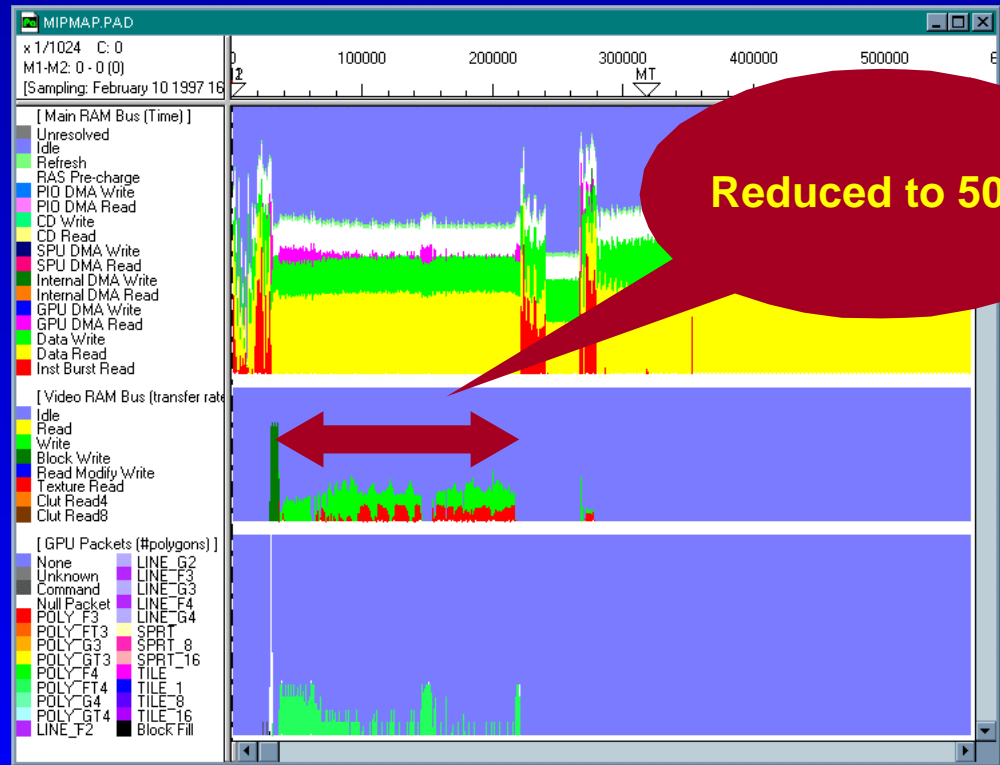 MIPMAP.PAD
x 1/1024 C: 0
M1-M2: 0 - 0 (0)
[Sampling: February 10 1997 16
0 100000 200000 300000 400000 500000
MT
[ Main RAM Bus (Time) ]
Unresolved
Idle
Refresh
RAS Pre-charge
PIO DMA Write
PIO DMA Read
CD Write
CD Read
SPU DMA Write
SPU DMA Read
Internal DMA Write
Internal DMA Read
GPU DMA Write
GPU DMA Read
Data Write
Data Read
Inst Burst Read
Reduced to 50
[ Video RAM Bus (transfer rate
Idle
Read
Write
Block Write
Read Modify Write
Texture Read
Clut Read4
Clut Read8
[ GPU Packets (#polygons) ]
None LINE_G2
Unknown LINE_F3
Command LINE_G3
Null Packet LINE_F4
POLY_F3 LINE_G4
POLY_FT3 SPRT
POLY_G3 SPRT_8
POLY_GT3 SPRT_16
POLY_F4 TILE
POLY_FT4 TILE_1
POLY_G4 TILE_8
POLY_GT4 TILE_16
LINE_F2 Block Fill